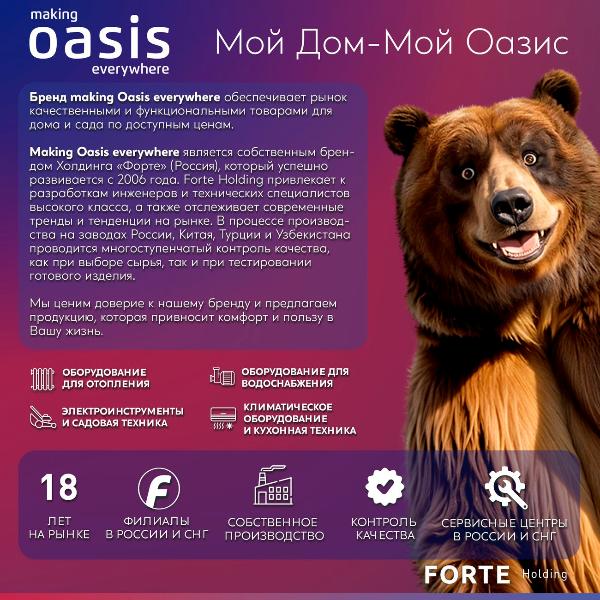 making
oasis
everywhere
Мой Дом-Мой Оазис
Бренд making Oasis everywhere обеспечивает рынок
качественными и функциональными товарами для
дома и сада по доступным ценам.
Making Oasis everywhere является собственным брен-
дом Холдинга «Форте» (Россия), который успешно
развивается с 2006 года. Forte Holding привлекает к
разработкам инженеров и технических специалистов
высокого класса, а также отслеживает современные
тренды и тенденции на рынке. В процессе производ-
ства на заводах России, Китая, Турции и Узбекистана
проводится многоступенчатый контроль качества,
как при выборе сырья, так и при тестировании
готового изделия.
Мы ценим доверие к нашему бренду и предлагаем
продукцию, которая привносит комфорт и пользу в
Вашу жизнь.
ОБОРУДОВАНИЕ
ДЛЯ ОТОПЛЕНИЯ
ОБОРУДОВАНИЕ ДЛЯ
ВОДОСНАБЖЕНИЯ
ЭЛЕКТРОИНСТРУМЕНТЫ
И САДОВАЯ ТЕХНИКА
КЛИМАТИЧЕСКОЕ
ОБОРУДОВАНИЕ
И КУХОННАЯ ТЕХНИКА
18
ЛЕТ
НА РЫНКЕ
F
ФИЛИАЛЫ
В РОССИИ И СНГ
СОБСТВЕННОЕ
ПРОИЗВОДСТВО
КОНТРОЛЬ
КАЧЕСТВА
СЕРВИСНЫЕ ЦЕНТРЫ
В РОССИИ И СНГ
FORTE Holding